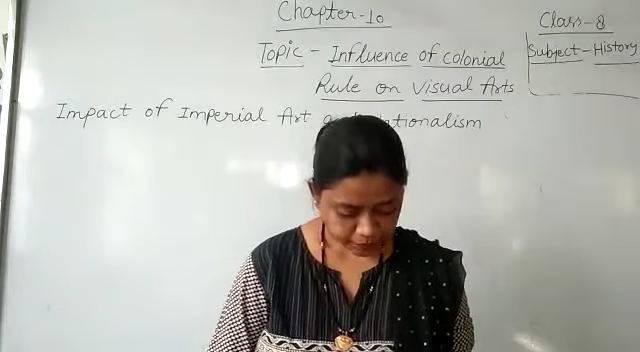 Chapter-10
Class-8
Subject-History
Topic - Influence of colonial
Rule on Visual Arts
Impact of Imperial Art